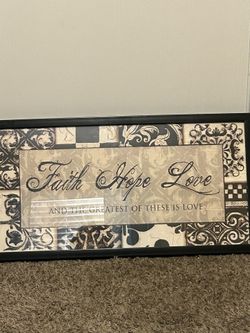 Faith Hope Love
AND THE GREATEST OF THESE IS LOVE